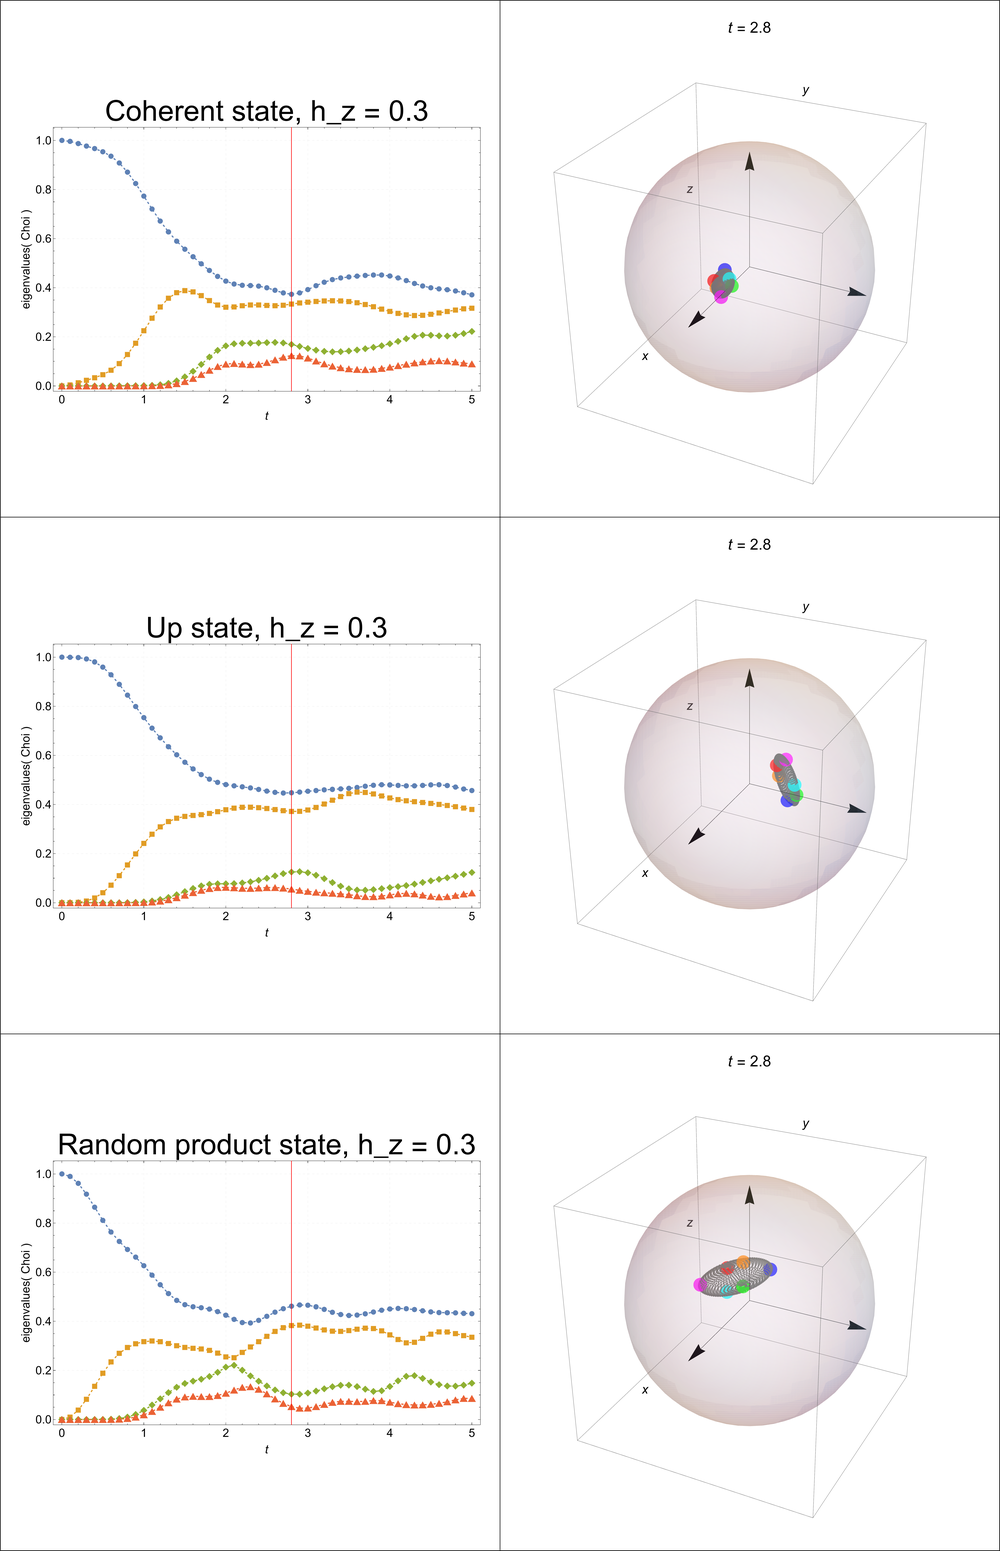 t = 2.8
Coherent state, h_z = 0.3
eigenvalues( Choi )
1.0
0.8
0.6
0.4
0.2
0.0
0 1 2 3 4 5
t
y
z
x
t = 2.8
Up state, h_z = 0.3
eigenvalues( Choi )
1.0
0.8
0.6
0.4
0.2
0.0
0 1 2 3 4 5
t
y
z
x
t = 2.8
Random product state, h_z = 0.3
eigenvalues( Choi )
1.0
0.8
0.6
0.4
0.2
0.0
0 1 2 3 4 5
t
y
z
x